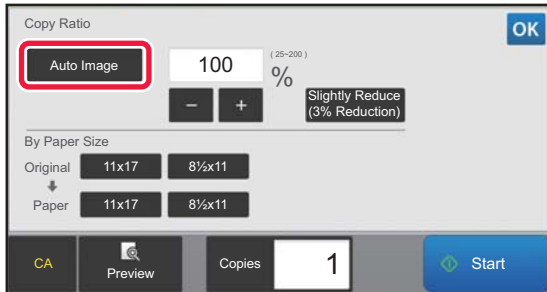 Copy Ratio
OK
Auto Image 100 ( 25~200 ) %
− + Slightly Reduce
(3% Reduction)
By Paper Size
Original 11x17 8½x11
Paper 11x17 8½x11
CA Preview Copies 1 Start